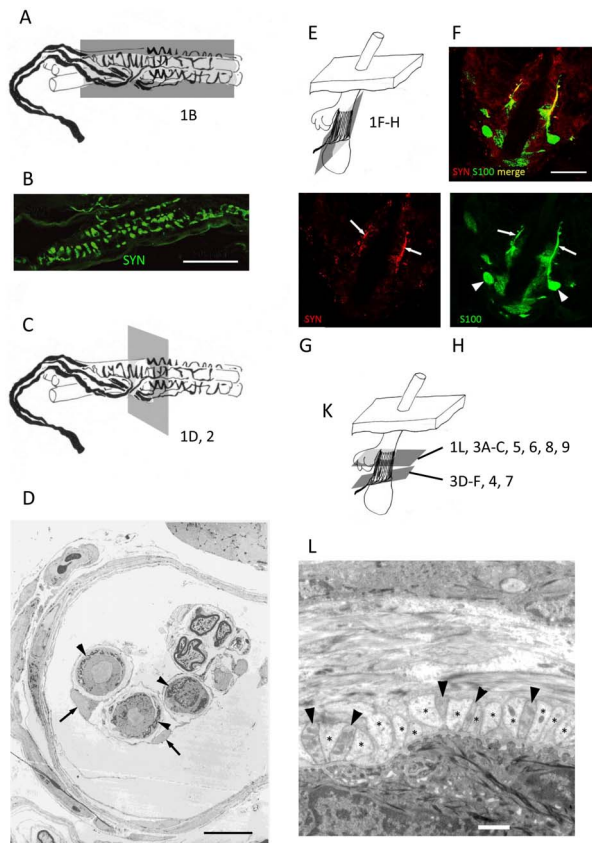 A
1B
B
SYN
C
1D, 2
D
E
1F-H
F
SYN S100 merge
SYN
S100
G
H
K
1L, 3A-C, 5, 6, 8, 9
3D-F, 4, 7
L
* * * * * * * * * * * *